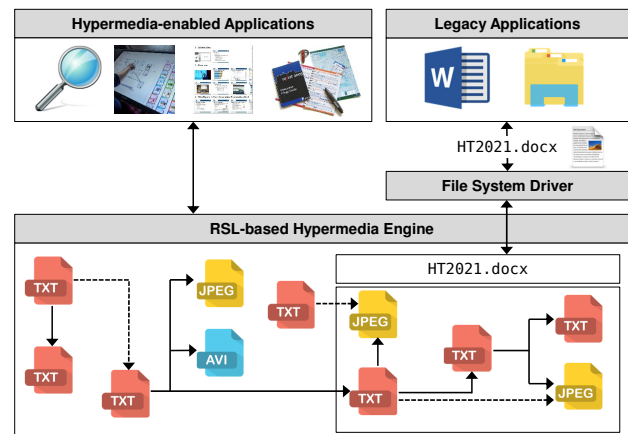 Hypermedia-enabled Applications
Legacy Applications
W
HT2021.docx
File System Driver
RSL-based Hypermedia Engine
HT2021.docx
TXT
JPEG
TXT
JPEG
TXT
TXT
TXT
AVI
TXT
TXT
JPEG